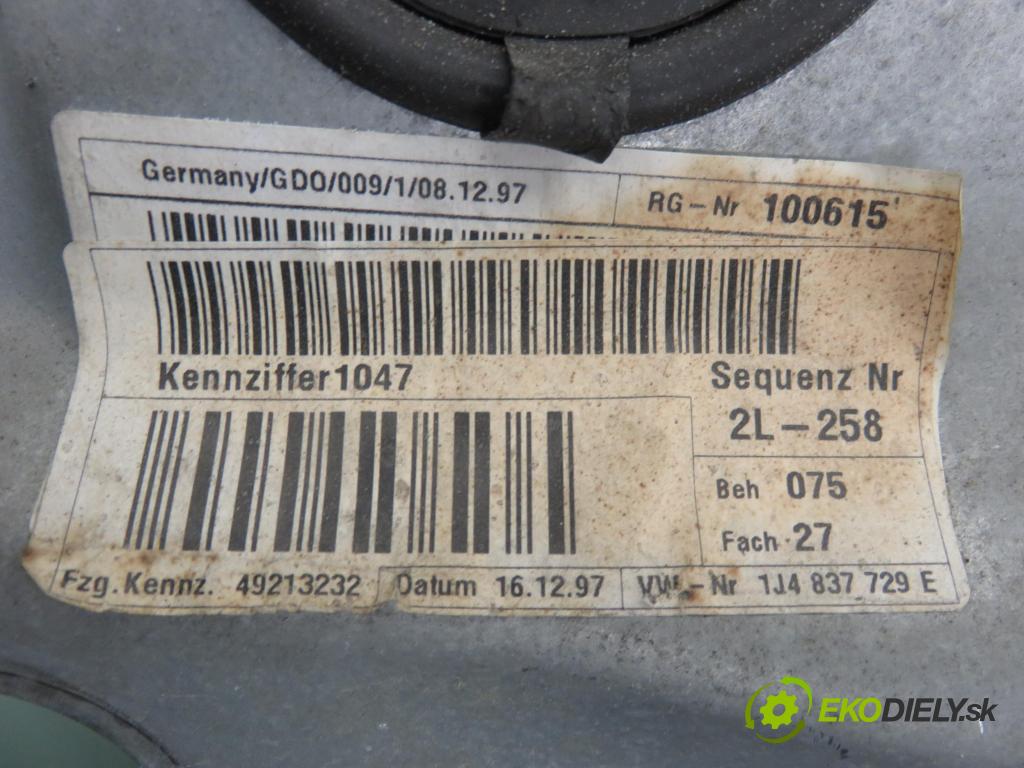 Germany/GDO/009/1/08.12.97
RG-Nr 100615
Kennziffer1047
Sequenz Nr
2L-258
Beh 075
Fach 27
Fzg. Kennz. 49213232
Datum 16.12.97
VW-Nr 1J4 837 729 E
EKODIELY.sk